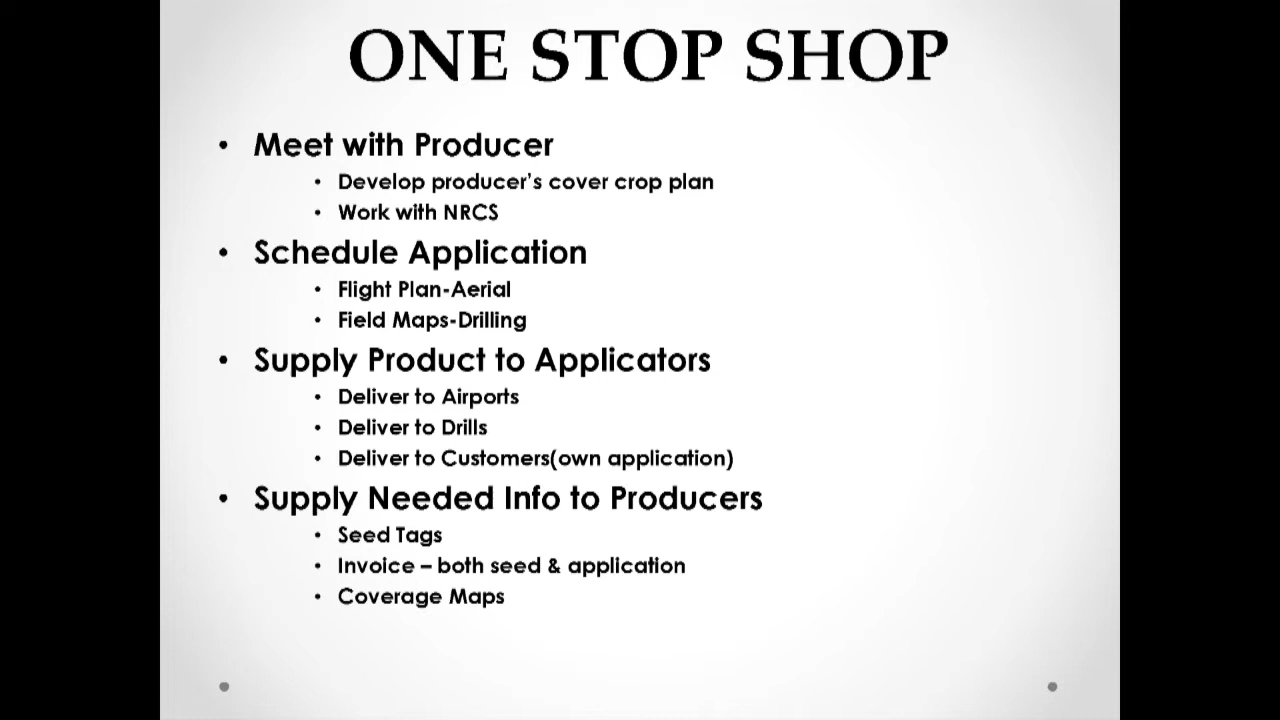 ONE STOP SHOP
• Meet with Producer
• Develop producer's cover crop plan
• Work with NRCS
• Schedule Application
• Flight Plan-Aerial
• Field Maps-Drilling
• Supply Product to Applicators
• Deliver to Airports
• Deliver to Drills
• Deliver to Customers(own application)
• Supply Needed Info to Producers
• Seed Tags
• Invoice – both seed & application
• Coverage Maps